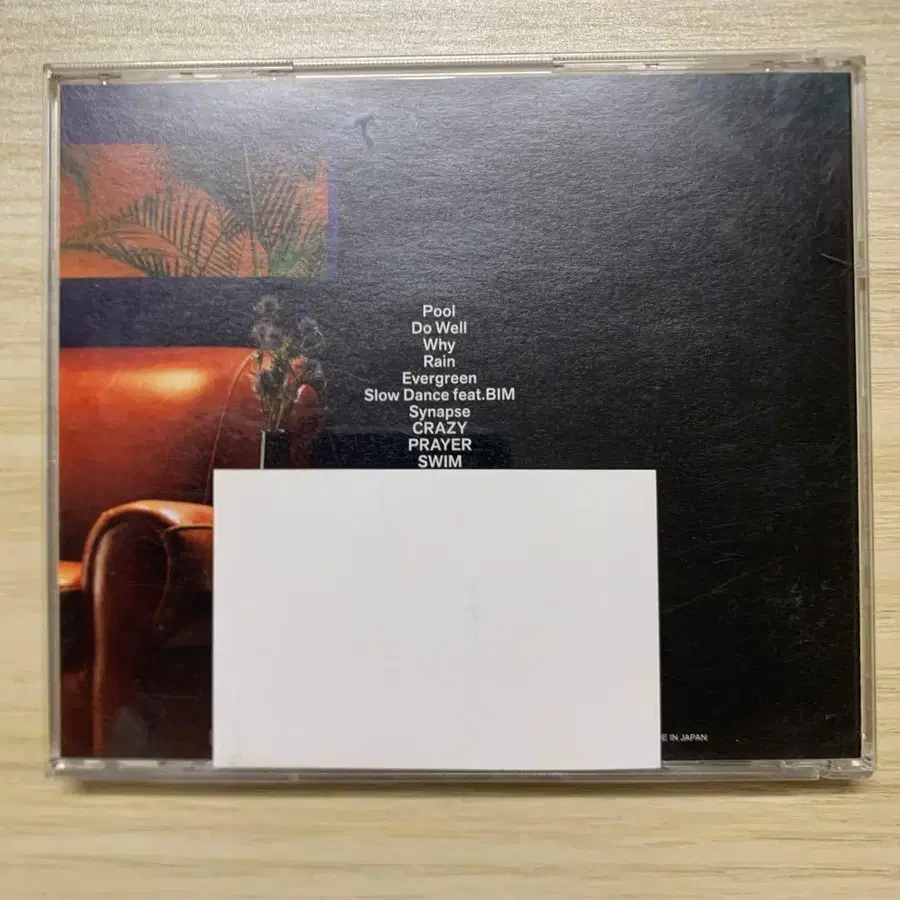 Pool
Do Well
Why
Rain
Evergreen
Slow Dance feat.BIM
Synapse
CRAZY
PRAYER
SWIM
IN JAPAN